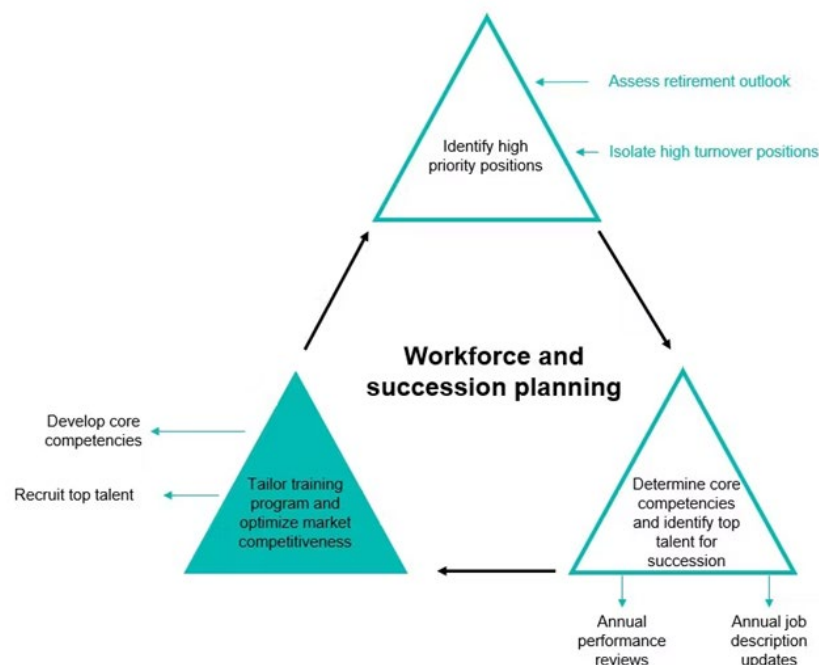 Assess retirement outlook
Identify high
priority positions
Isolate high turnover positions
Workforce and
succession planning
Develop core
competencies
Recruit top talent
Tailor training
program and
optimize market
competitiveness
Determine core
competencies
and identify top
talent for
succession
Annual
performance
reviews
Annual job
description
updates